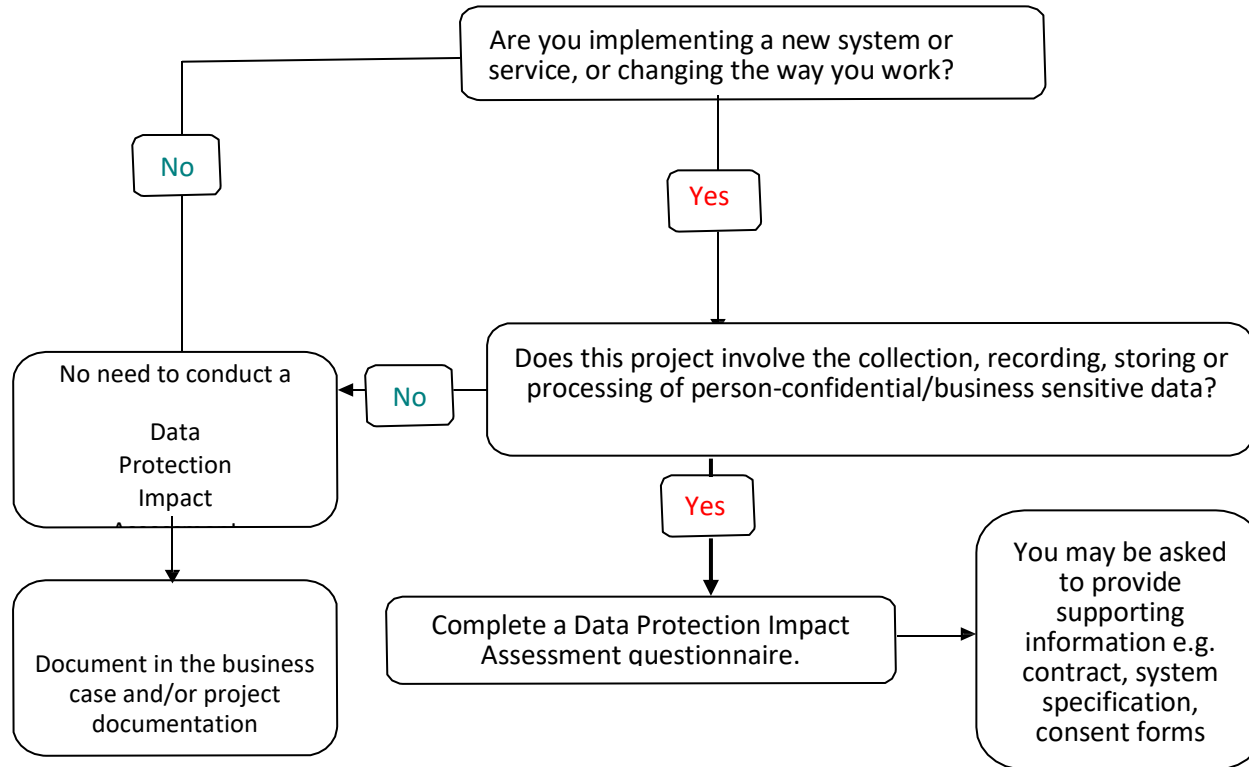 Are you implementing a new system or
service, or changing the way you work?
No
Yes
Does this project involve the collection, recording, storing or
processing of person-confidential/business sensitive data?
No
No need to conduct a
Data
Protection
Impact
Yes
You may be asked
to provide
supporting
information e.g.
contract, system
specification,
consent forms
Complete a Data Protection Impact
Assessment questionnaire.
Document in the business
case and/or project
documentation